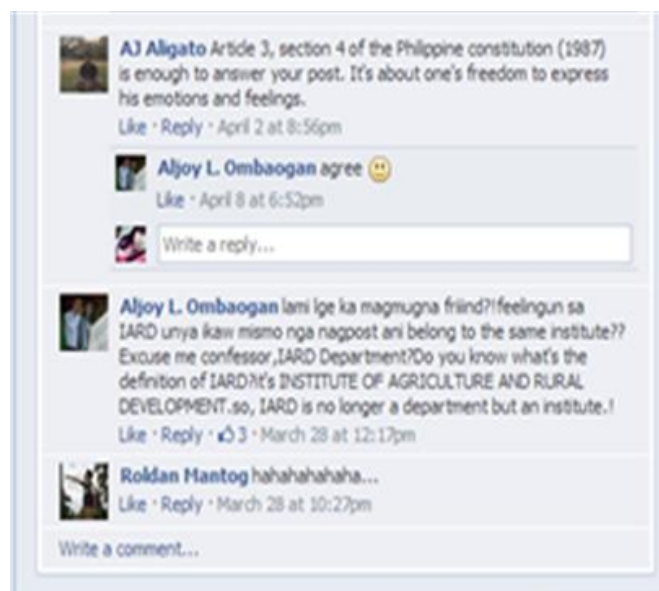 AJ Aligato Article 3, section 4 of the Philippine constitution (1987)
is enough to answer your post. It's about one's freedom to express
his emotions and feelings.
Like · Reply · April 2 at 8:56pm
Aljoy L. Ombaogan agree
Like · April 8 at 6:52pm
Write a reply...
Aljoy L. Ombaogan lami lge ka magmugna friind?!feelingun sa
IARD unya ikaw mismo nga nagpost ani belong to the same institute??
Excuse me confessor,IARD Department?Do you know what's the
definition of IARD?it's INSTITUTE OF AGRICULTURE AND RURAL
DEVELOPMENT.so, IARD is no longer a department but an institute.!
Like · Reply · 3 · March 28 at 12:17pm
Roldan Mantog hahahahahaha...
Like · Reply · March 28 at 10:27pm
Write a comment...